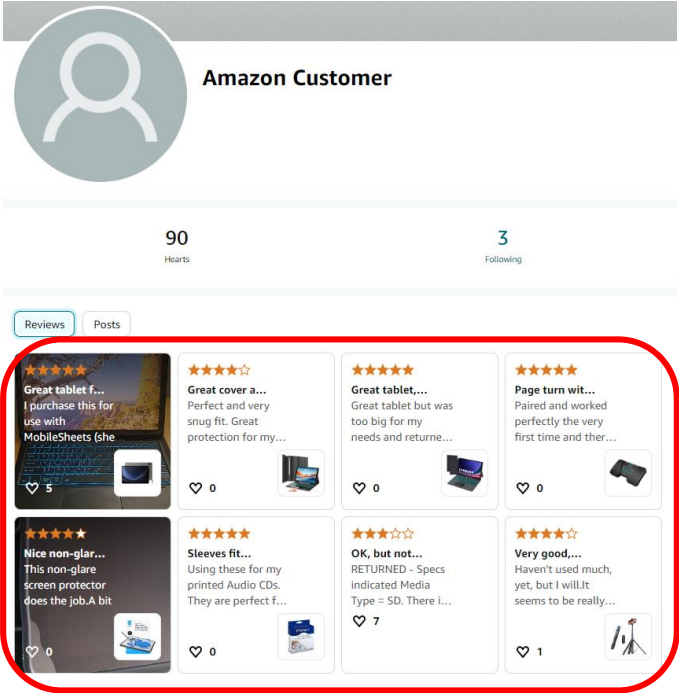 Amazon Customer
90
Hearts
3
Following
Reviews
Posts
Great tablet f...
I purchase this for
use with
MobileSheets (she
5
Great cover a...
Perfect and very
snug fit. Great
protection for my...
0
Great tablet,...
Great tablet but was
too big for my
needs and returne...
0
Page turn wit...
Paired and worked
perfectly the very
first time and ther...
0
Nice non-glar...
This non-glare
screen protector
does the job.A bit
0
Sleeves fit...
Using these for my
printed Audio CDs.
They are perfect f...
0
OK, but not...
RETURNED - Specs
indicated Media
Type = SD. There i...
7
Very good,...
Haven't used much,
yet, but I will.It
seems to be really...
1